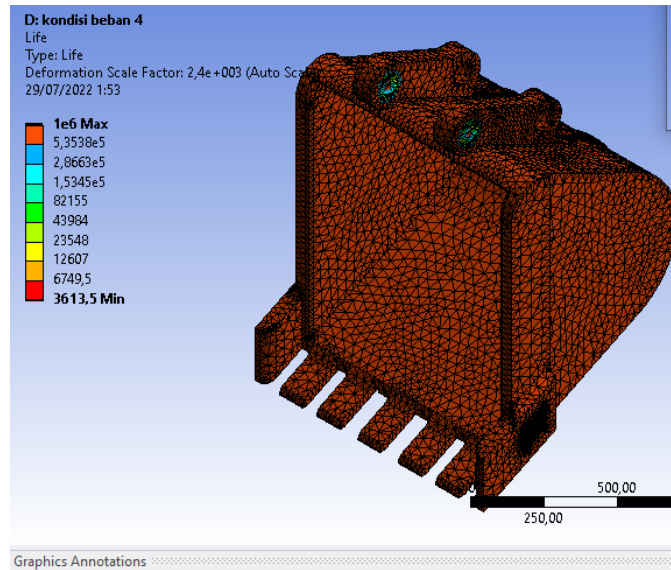 D: kondisi beban 4
Life
Type: Life
Deformation Scale Factor: 2,4e+003 (Auto Sca
29/07/2022 1:53
1e6 Max
5,3538e5
2,8663e5
1,5345e5
82155
43984
23548
12607
6749,5
3613,5 Min
500,00
250,00
Graphics Annotations